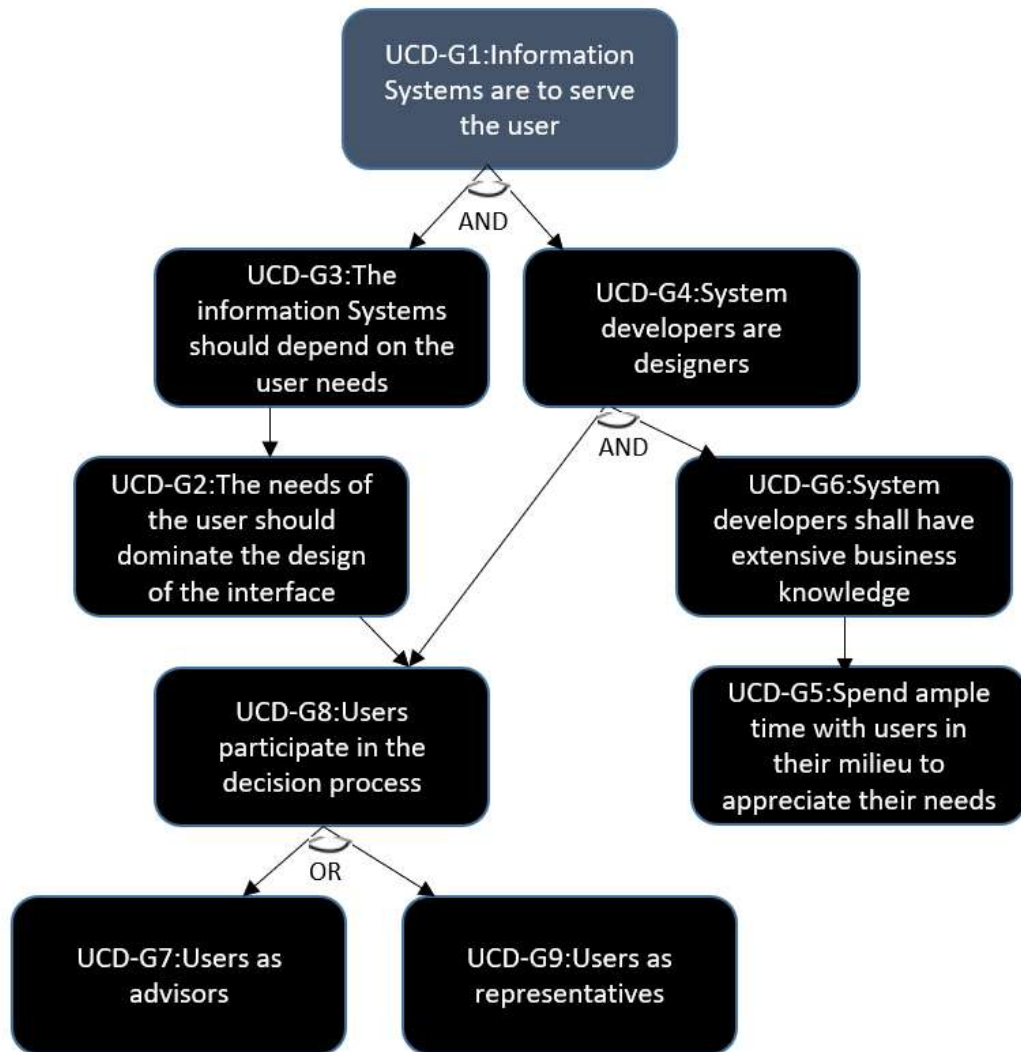 UCD-G1:Information
Systems are to serve
the user
AND
UCD-G3:The
information Systems
should depend on the
user needs
UCD-G4:System
developers are
designers
AND
UCD-G2:The needs of
the user should
dominate the design
of the interface
UCD-G6:System
developers shall have
extensive business
knowledge
UCD-G8:Users
participate in the
decision process
UCD-G5:Spend ample
time with users in
their milieu to
appreciate their needs
OR
UCD-G7:Users as
advisors
UCD-G9:Users as
representatives